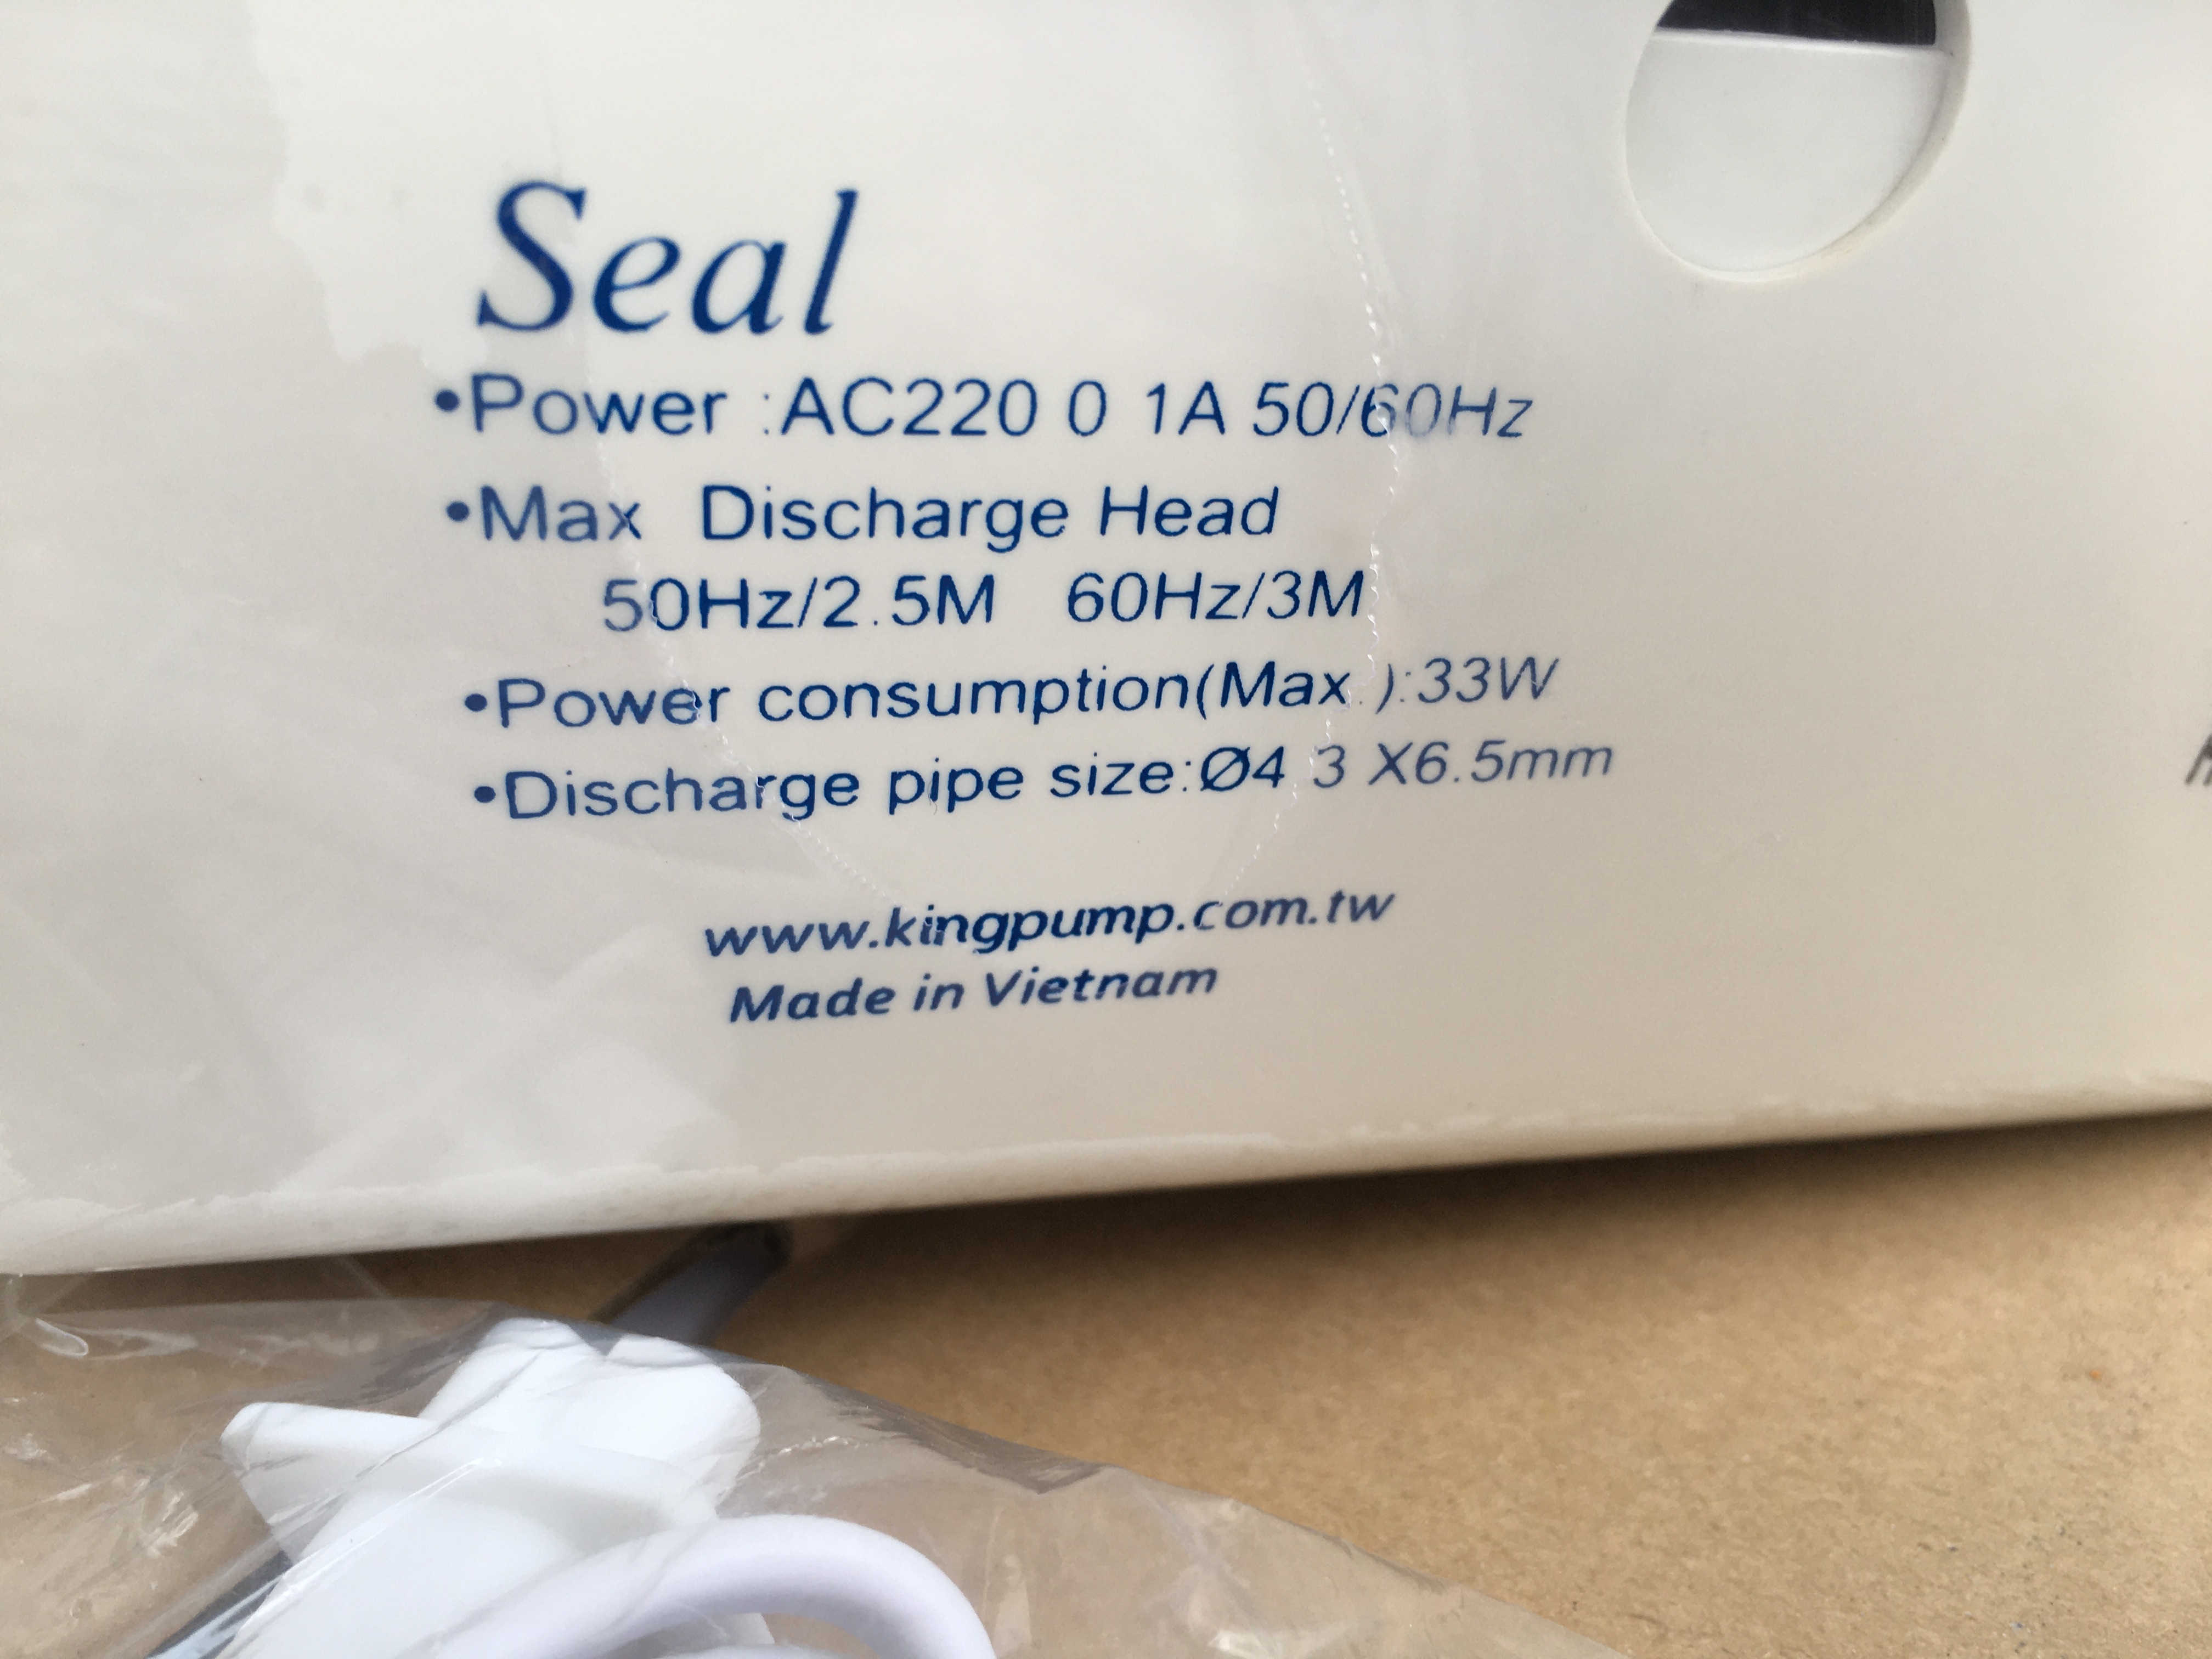 Seal
•Power :AC220 0 1A 50/60Hz
•Max Discharge Head
50Hz/2.5M 60Hz/3M
•Power consumption(Max.):33W
•Discharge pipe size:Ø4 3 X6.5mm
www.kingpump.com.tw
Made in Vietnam